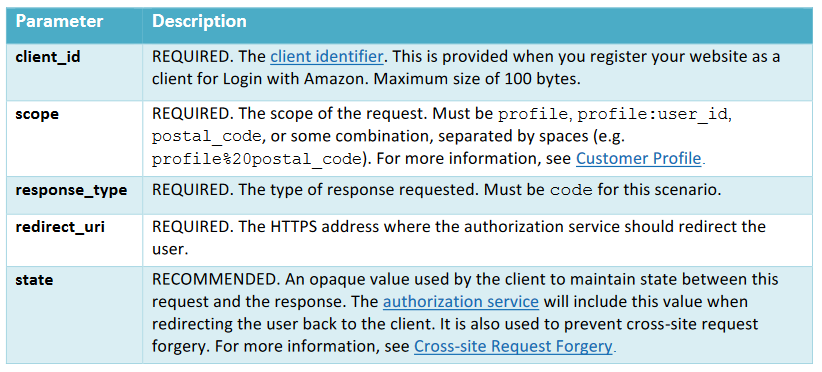 Parameter Description
client_id REQUIRED. The client identifier. This is provided when you register your website as a
client for Login with Amazon. Maximum size of 100 bytes.
scope REQUIRED. The scope of the request. Must be profile, profile:user_id,
postal_code, or some combination, separated by spaces (e.g.
profile%20postal_code). For more information, see Customer Profile.
response_type REQUIRED. The type of response requested. Must be code for this scenario.
redirect_uri REQUIRED. The HTTPS address where the authorization service should redirect the
user.
state RECOMMENDED. An opaque value used by the client to maintain state between this
request and the response. The authorization service will include this value when
redirecting the user back to the client. It is also used to prevent cross-site request
forgery. For more information, see Cross-site Request Forgery.